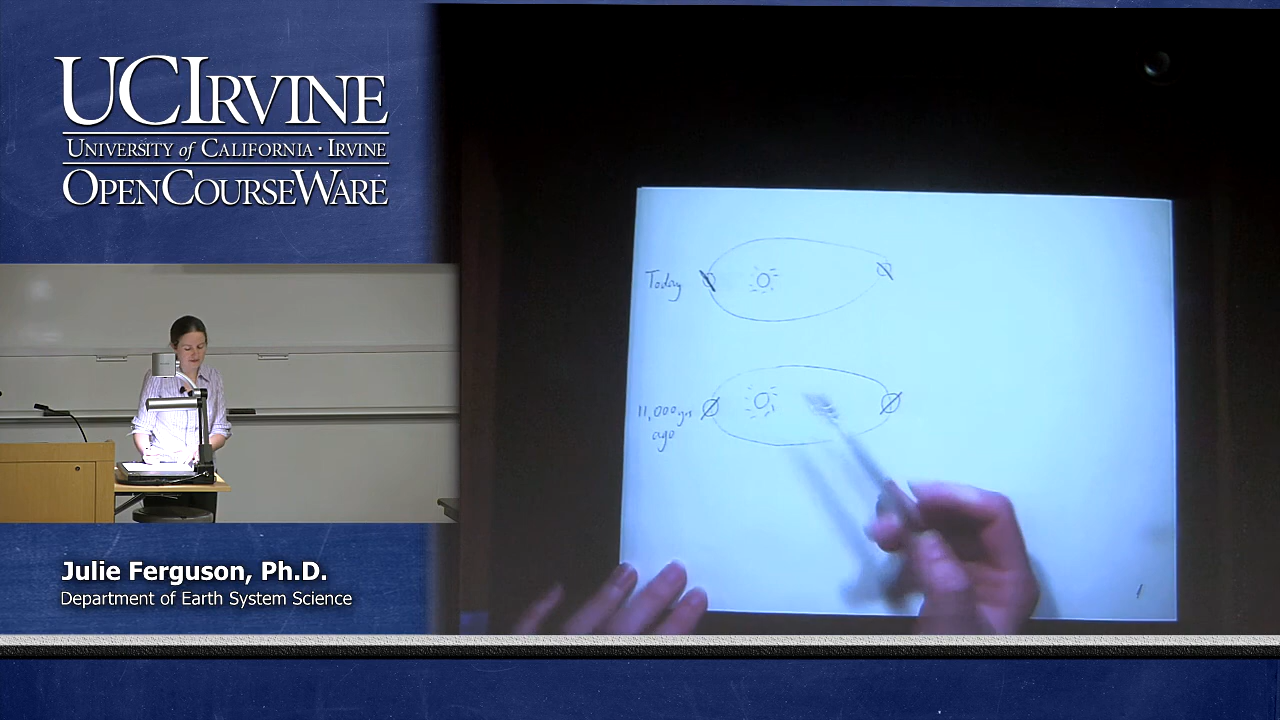 UCIRVINE
UNIVERSITY of CALIFORNIA · IRVINE
OPENCOURSEWARE
Today
11,000 yrs
ago
Julie Ferguson, Ph.D.
Department of Earth System Science